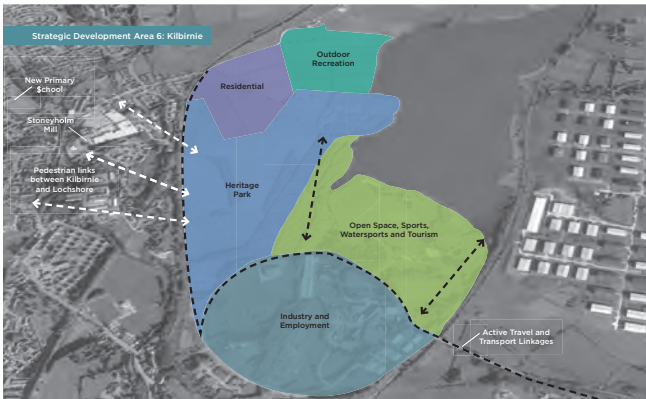 Strategic Development Area 6: Kilbirnie
Outdoor
Recreation
Residential
New Primary
$chool
Stoneyholm
Mill
Pedestrian links
between Kilbirnie
and Lochshore
Heritage
Park
Open Space, Sports,
Watersports and Tourism
Industry and
Employment
Active Travel and
Transport Linkages